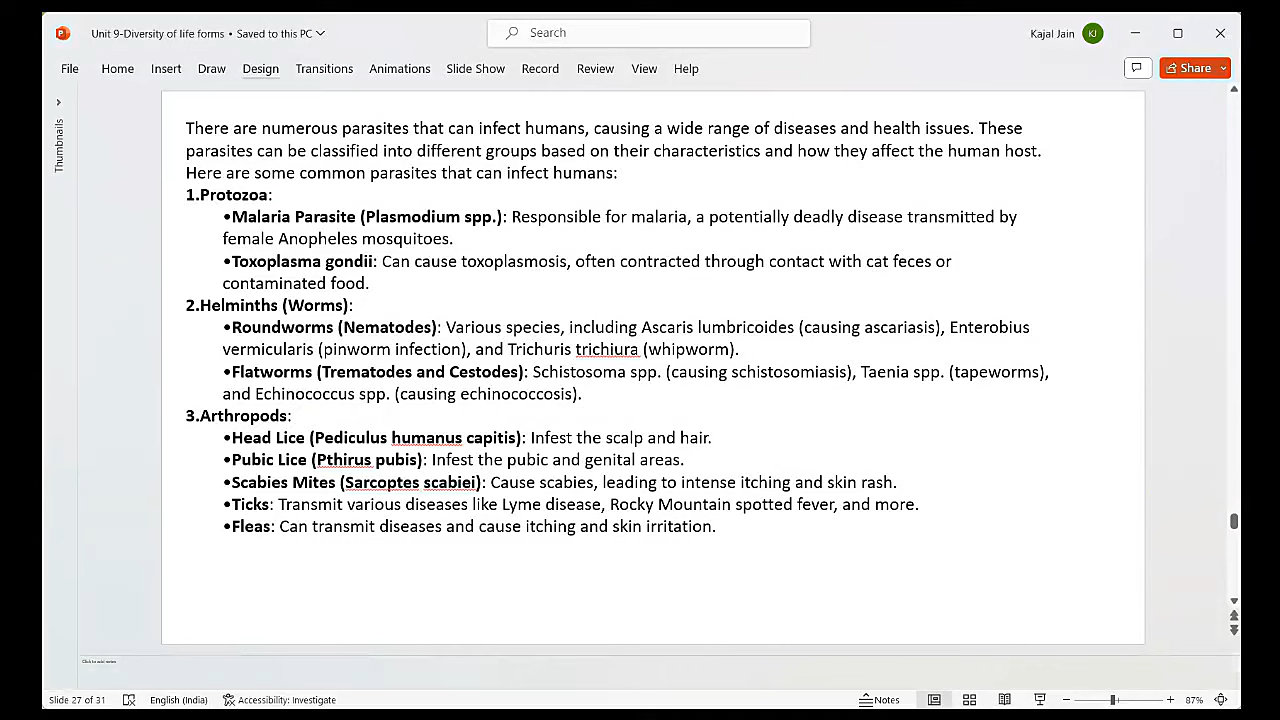 Unit 9-Diversity of life forms • Saved to this PC
Search
Kajal Jain
KJ
File Home Insert Draw Design Transitions Animations Slide Show Record Review View Help
Share
Thumbnails
There are numerous parasites that can infect humans, causing a wide range of diseases and health issues. These
parasites can be classified into different groups based on their characteristics and how they affect the human host.
Here are some common parasites that can infect humans:
1.Protozoa:
•Malaria Parasite (Plasmodium spp.): Responsible for malaria, a potentially deadly disease transmitted by
female Anopheles mosquitoes.
•Toxoplasma gondii: Can cause toxoplasmosis, often contracted through contact with cat feces or
contaminated food.
2.Helminths (Worms):
•Roundworms (Nematodes): Various species, including Ascaris lumbricoides (causing ascariasis), Enterobius
vermicularis (pinworm infection), and Trichuris trichiura (whipworm).
•Flatworms (Trematodes and Cestodes): Schistosoma spp. (causing schistosomiasis), Taenia spp. (tapeworms),
and Echinococcus spp. (causing echinococcosis).
3.Arthropods:
•Head Lice (Pediculus humanus capitis): Infest the scalp and hair.
•Pubic Lice (Pthirus pubis): Infest the pubic and genital areas.
•Scabies Mites (Sarcoptes scabiei): Cause scabies, leading to intense itching and skin rash.
•Ticks: Transmit various diseases like Lyme disease, Rocky Mountain spotted fever, and more.
•Fleas: Can transmit diseases and cause itching and skin irritation.
Click to add notes
Slide 27 of 31 English (India) Accessibility: Investigate Notes 87%